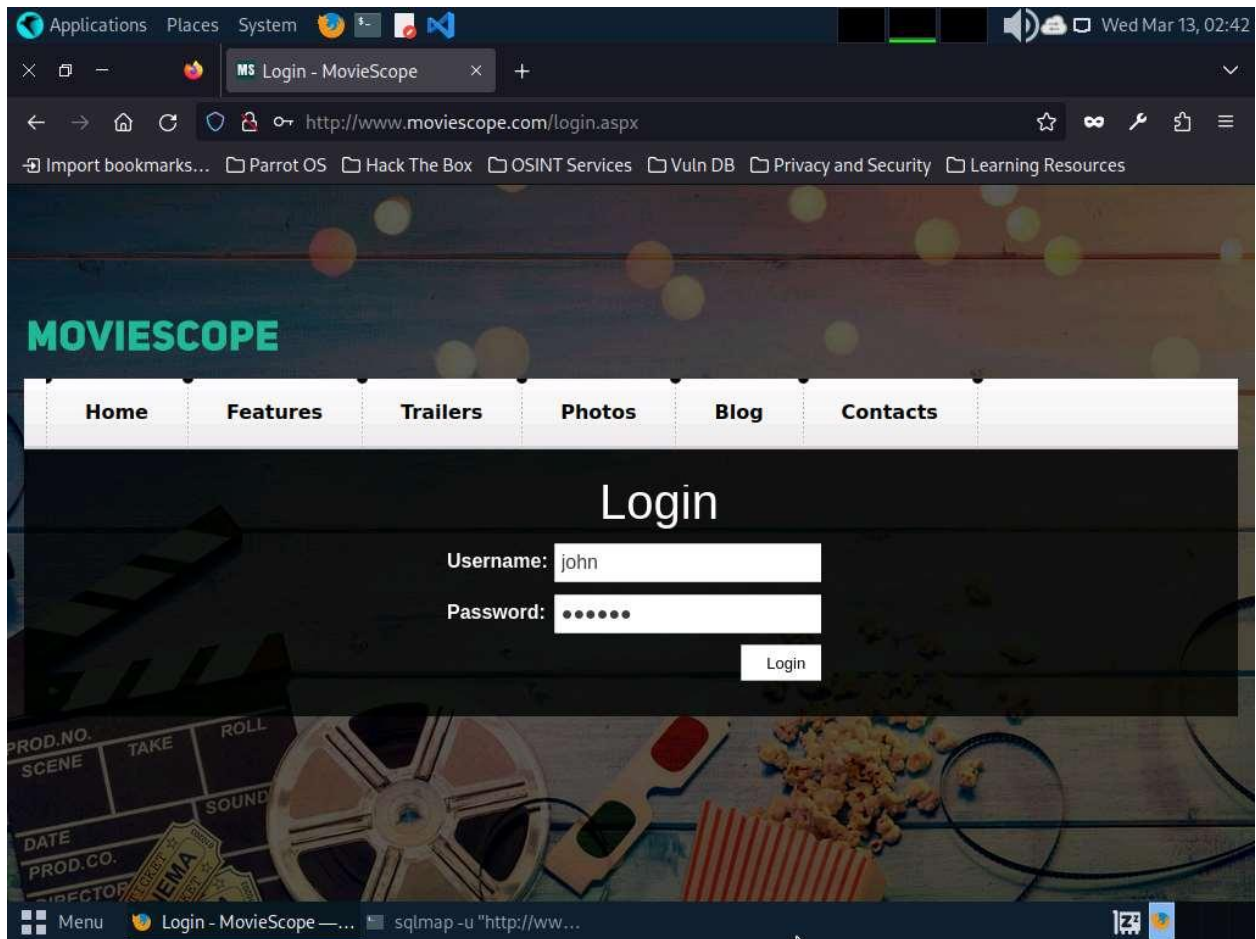 Applications Places System Wed Mar 13, 02:42
MS Login - MovieScope
http://www.moviescope.com/login.aspx
Import bookmarks... Parrot OS Hack The Box OSINT Services Vuln DB Privacy and Security Learning Resources
MOVIESCOPE
Home Features Trailers Photos Blog Contacts
Login
Username: john
Password: ••••••
Login
PROD.NO. TAKE ROLL
SCENE
SOUND
DATE
PROD.CO.
DIRECTOR
TICKET
Menu Login - MovieScope —... sqlmap -u "http://ww...